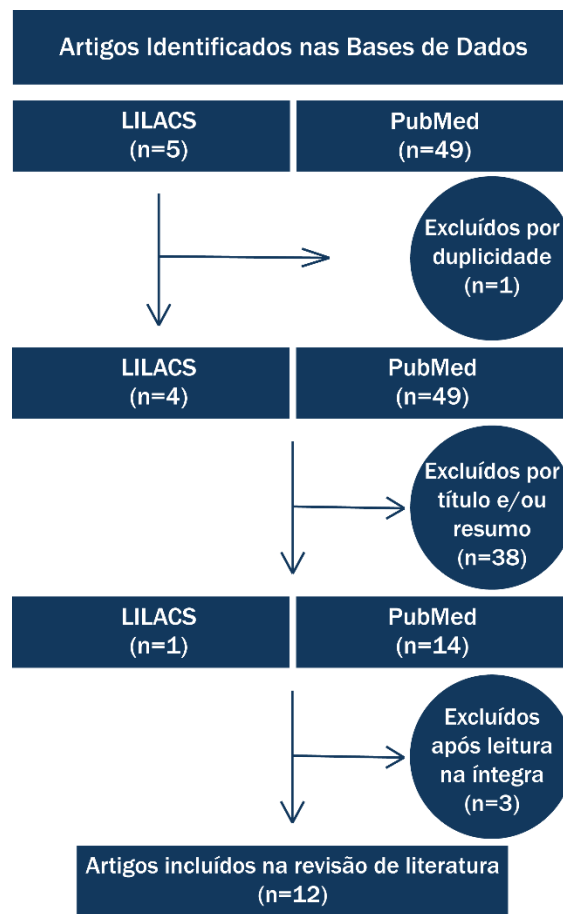 Artigos Identificados nas Bases de Dados
LILACS
(n=5)
PubMed
(n=49)
Excluídos por
duplicidade
(n=1)
LILACS
(n=4)
PubMed
(n=49)
Excluídos por
título e/ou
resumo
(n=38)
LILACS
(n=1)
PubMed
(n=14)
Excluídos
após leitura
na íntegra
(n=3)
Artigos incluídos na revisão de literatura
(n=12)